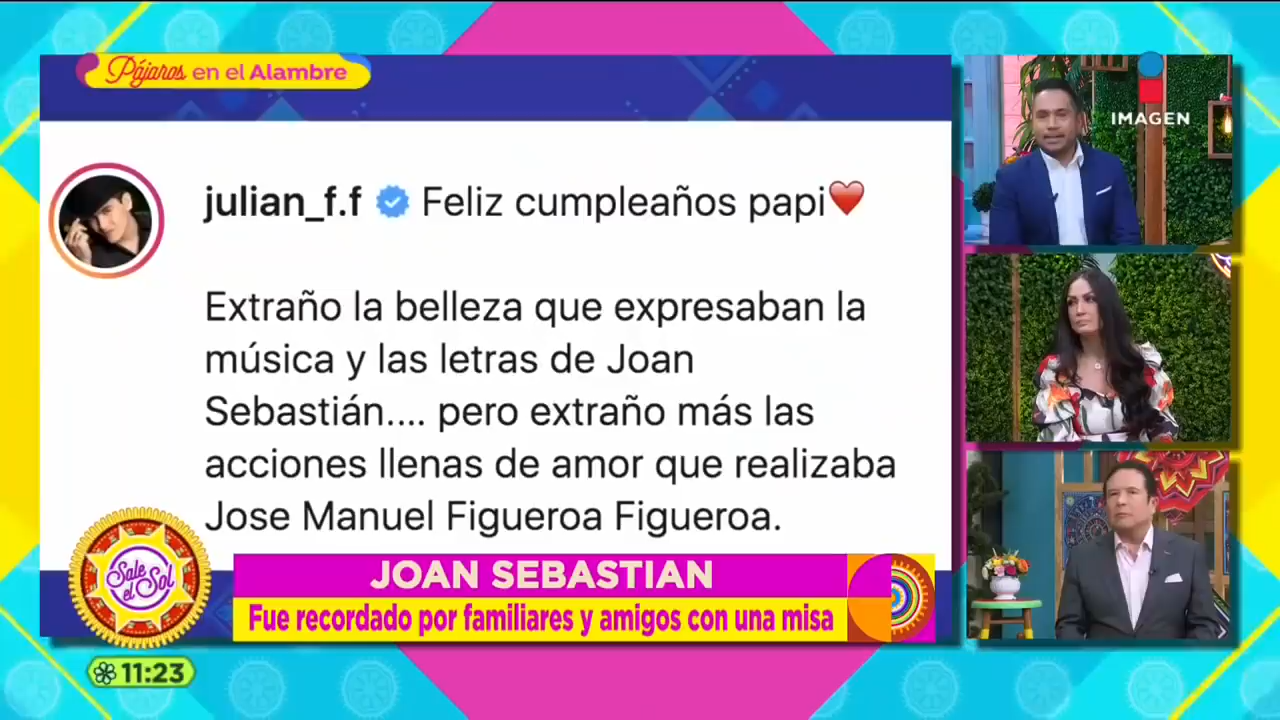 Pájaros en el Alambre
IMAGEN
julian_f.f Feliz cumpleaños papi❤️
Extraño la belleza que expresaban la
música y las letras de Joan
Sebastián.... pero extraño más las
acciones llenas de amor que realizaba
Jose Manuel Figueroa Figueroa.
Sale
el Sol
JOAN SEBASTIAN
Fue recordado por familiares y amigos con una misa
11:23